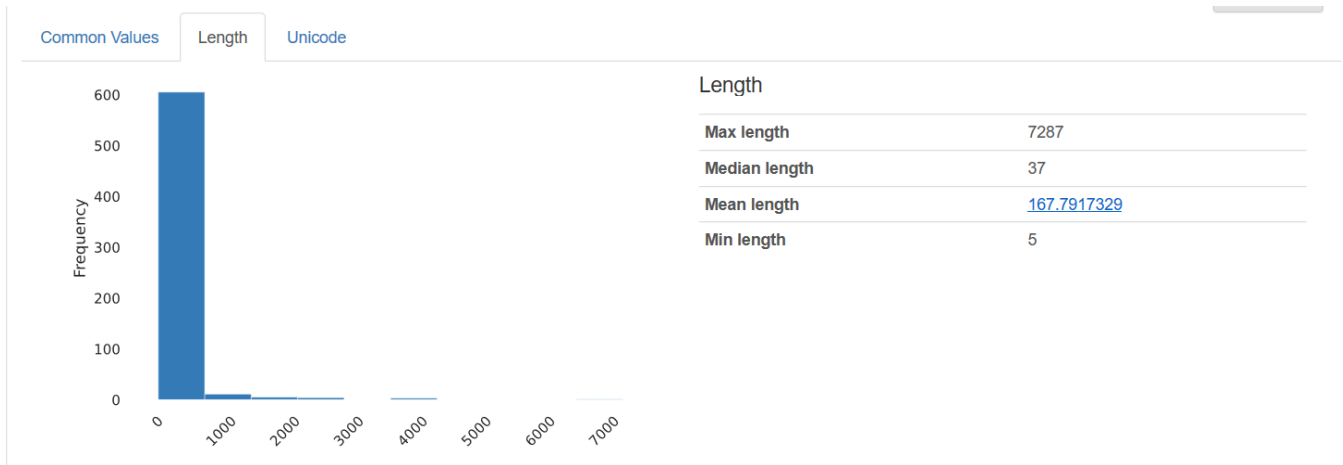 Common Values Length Unicode
Length
Max length 7287
Median length 37
Mean length 167.7917329
Min length 5
Frequency
600
500
400
300
200
100
0
0 1000 2000 3000 4000 5000 6000 7000